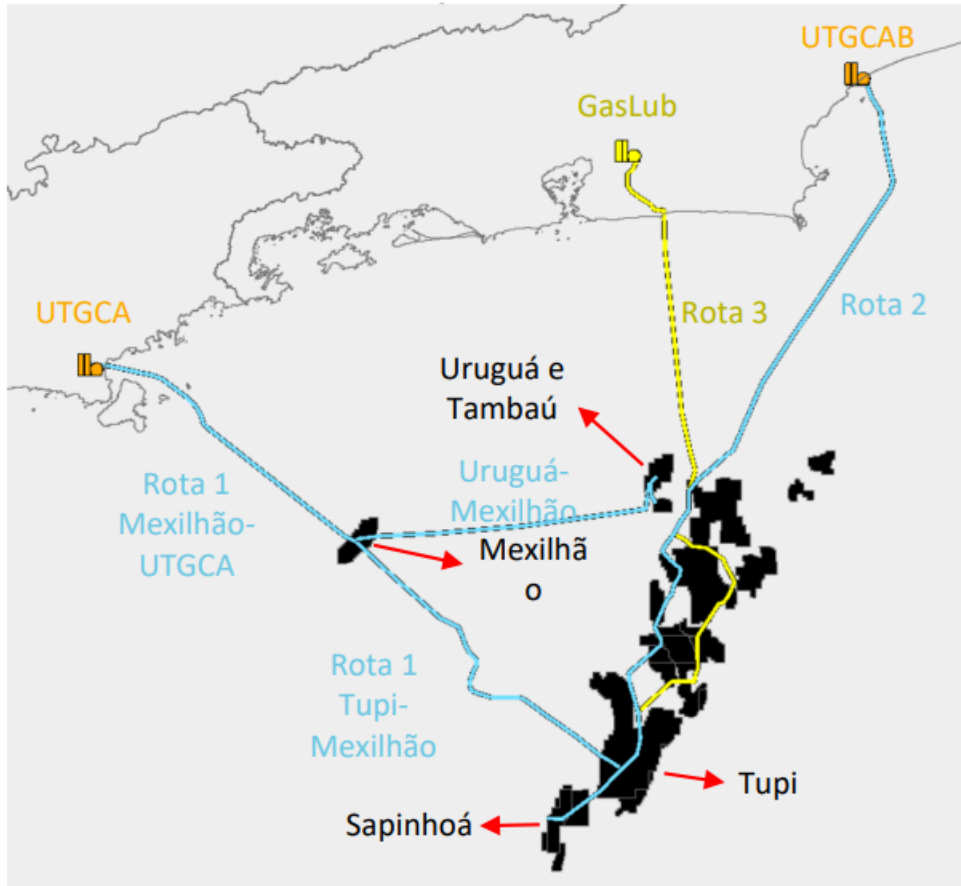 UTGCAB
GasLub
UTGCA
Rota 3
Rota 2
Uruguá e
Tambaú
Rota 1
Mexilhão-
UTGCA
Uruguá-
Mexilhão
Mexilhã
o
Rota 1
Tupi-
Mexilhão
Tupi
Sapinhoá